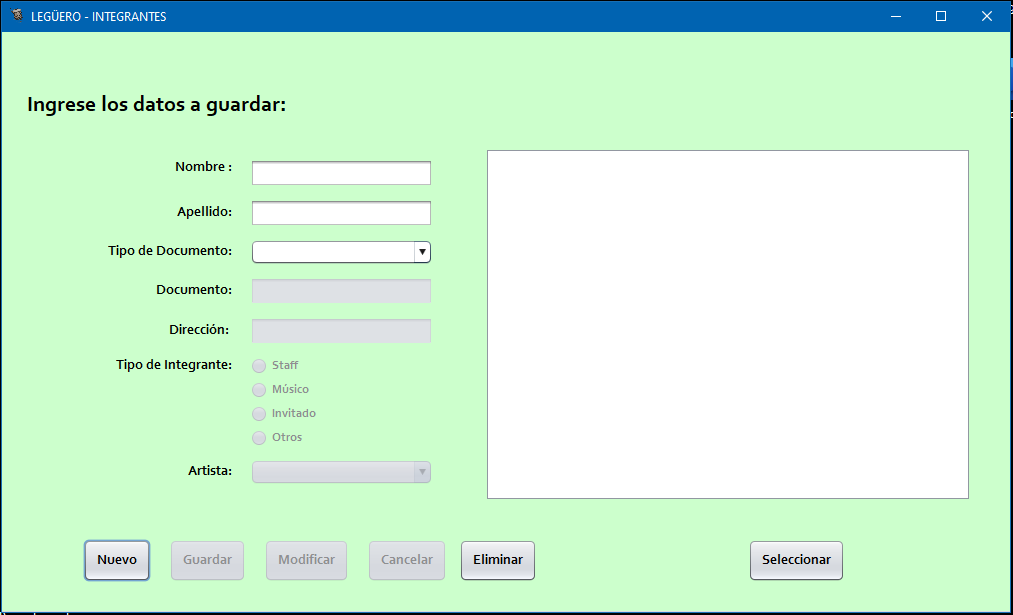 LEGÜERO - INTEGRANTES
Ingrese los datos a guardar:
Nombre :
Apellido:
Tipo de Documento:
Documento:
Dirección:
Tipo de Integrante:
Staff
Músico
Invitado
Otros
Artista:
Nuevo
Guardar
Modificar
Cancelar
Eliminar
Seleccionar